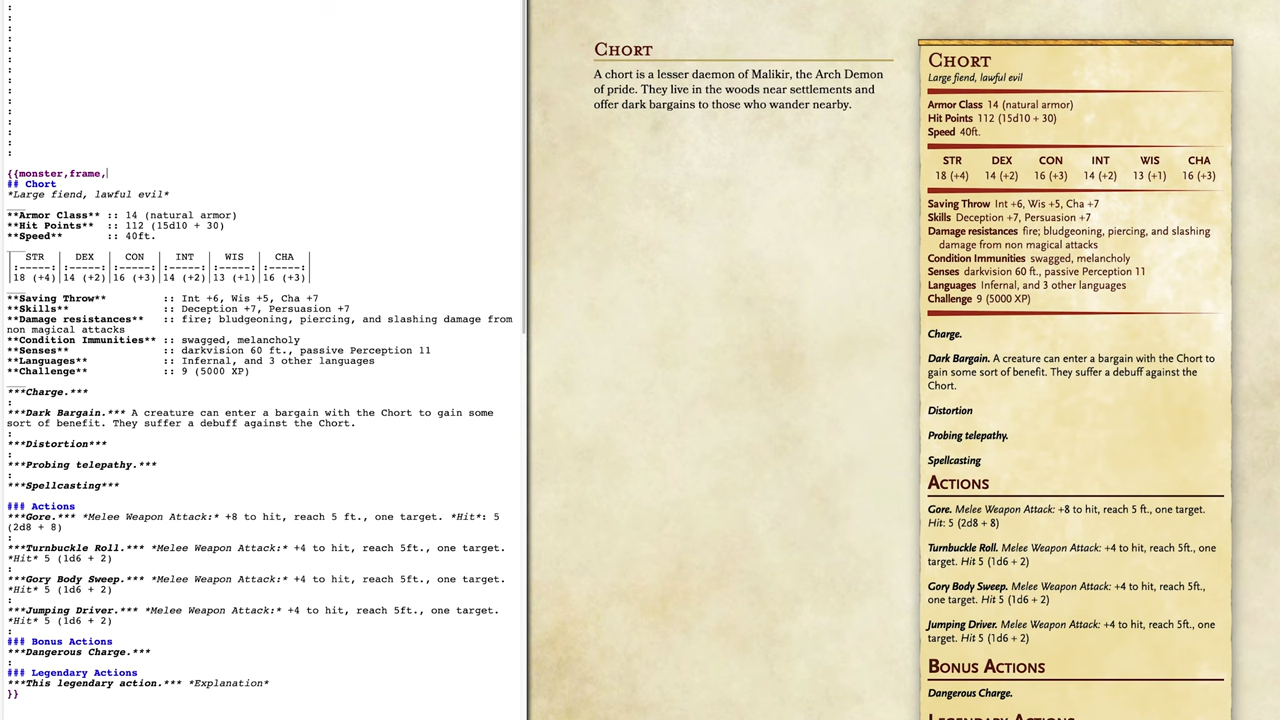 :
:
:
:
:
:
:
:
:
:
:
:
:
:
{{monster,frame,
## Chort
*Large fiend, lawful evil*
___
**Armor Class** :: 14 (natural armor)
**Hit Points** :: 112 (15d10 + 30)
**Speed** :: 40ft.
___
| STR | DEX | CON | INT | WIS | CHA |
|:-----:|:-----:|:-----:|:-----:|:-----:|:-----:|
|18 (+4)|14 (+2)|16 (+3)|14 (+2)|13 (+1)|16 (+3)|
___
**Saving Throw** :: Int +6, Wis +5, Cha +7
**Skills** :: Deception +7, Persuasion +7
**Damage resistances** :: fire; bludgeoning, piercing, and slashing damage from
non magical attacks
**Condition Immunities** :: swagged, melancholy
**Senses** :: darkvision 60 ft., passive Perception 11
**Languages** :: Infernal, and 3 other languages
**Challenge** :: 9 (5000 XP)
___
***Charge.***
:
***Dark Bargain.*** A creature can enter a bargain with the Chort to gain some
sort of benefit. They suffer a debuff against the Chort.
:
***Distortion***
:
***Probing telepathy.***
:
***Spellcasting***
### Actions
***Gore.*** *Melee Weapon Attack:* +8 to hit, reach 5 ft., one target. *Hit*: 5
(2d8 + 8)
:
***Turnbuckle Roll.*** *Melee Weapon Attack:* +4 to hit, reach 5ft., one target.
*Hit* 5 (1d6 + 2)
:
***Gory Body Sweep.*** *Melee Weapon Attack:* +4 to hit, reach 5ft., one target.
*Hit* 5 (1d6 + 2)
:
***Jumping Driver.*** *Melee Weapon Attack:* +4 to hit, reach 5ft., one target.
*Hit* 5 (1d6 + 2)
:
### Bonus Actions
***Dangerous Charge.***
:
### Legendary Actions
***This legendary action.*** *Explanation*
}}
Chort
A chort is a lesser daemon of Malikir, the Arch Demon
of pride. They live in the woods near settlements and
offer dark bargains to those who wander nearby.
Chort
Large fiend, lawful evil
Armor Class 14 (natural armor)
Hit Points 112 (15d10 + 30)
Speed 40ft.
STR DEX CON INT WIS CHA
18 (+4) 14 (+2) 16 (+3) 14 (+2) 13 (+1) 16 (+3)
Saving Throw Int +6, Wis +5, Cha +7
Skills Deception +7, Persuasion +7
Damage resistances fire; bludgeoning, piercing, and slashing
damage from non magical attacks
Condition Immunities swagged, melancholy
Senses darkvision 60 ft., passive Perception 11
Languages Infernal, and 3 other languages
Challenge 9 (5000 XP)
Charge.
Dark Bargain. A creature can enter a bargain with the Chort to
gain some sort of benefit. They suffer a debuff against the
Chort.
Distortion
Probing telepathy.
Spellcasting
Actions
Gore. Melee Weapon Attack: +8 to hit, reach 5 ft., one target.
Hit: 5 (2d8 + 8)
Turnbuckle Roll. Melee Weapon Attack: +4 to hit, reach 5ft., one
target. Hit 5 (1d6 + 2)
Gory Body Sweep. Melee Weapon Attack: +4 to hit, reach 5ft.,
one target. Hit 5 (1d6 + 2)
Jumping Driver. Melee Weapon Attack: +4 to hit, reach 5ft., one
target. Hit 5 (1d6 + 2)
Bonus Actions
Dangerous Charge.
Legendary Actions